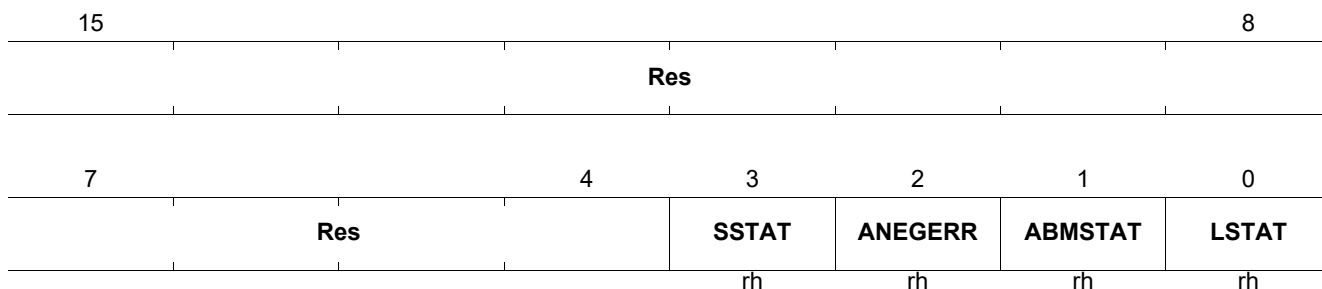 15 8
Res
7 4 3 2 1 0
Res SSTAT ANEGERR ABMSTAT LSTAT
rh rh rh rh